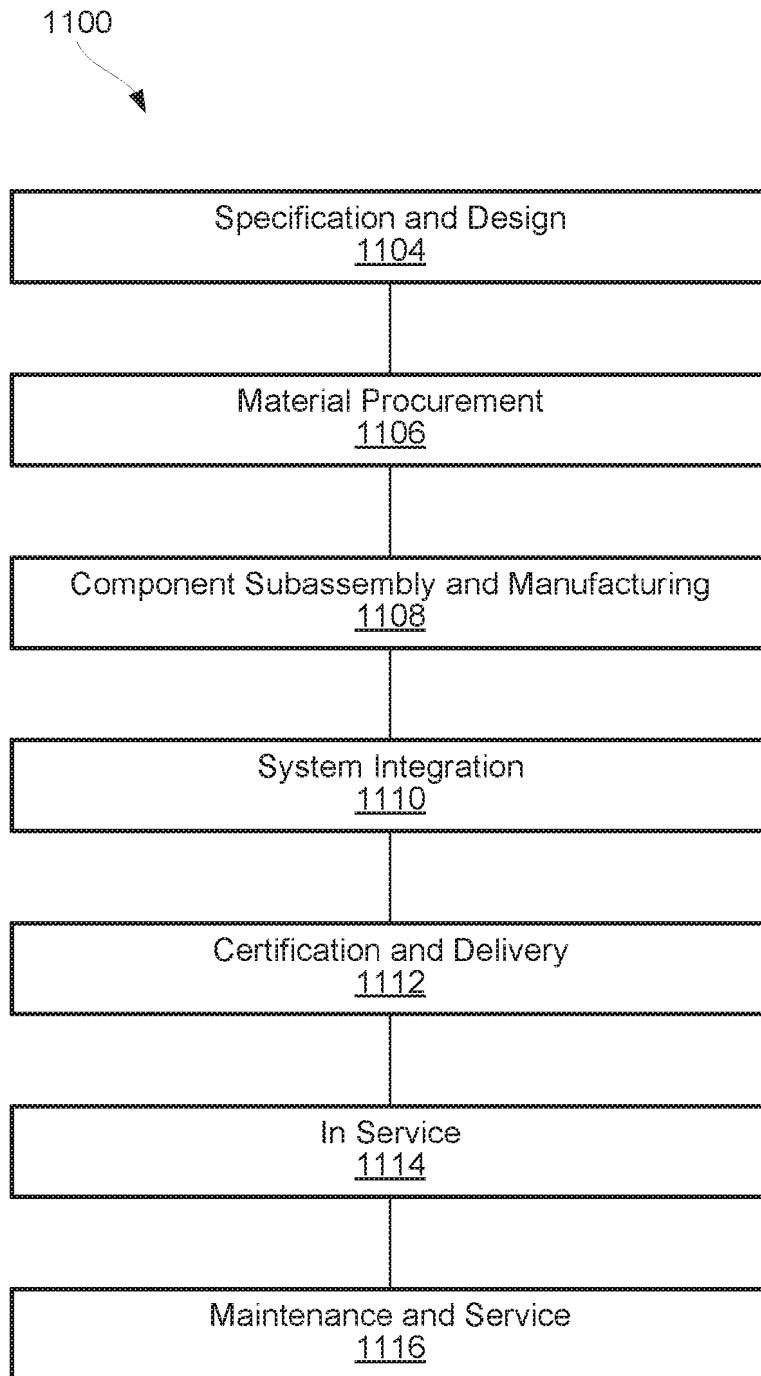 1100
Specification and Design
1104
Material Procurement
1106
Component Subassembly and Manufacturing
1108
System Integration
1110
Certification and Delivery
1112
In Service
1114
Maintenance and Service
1116